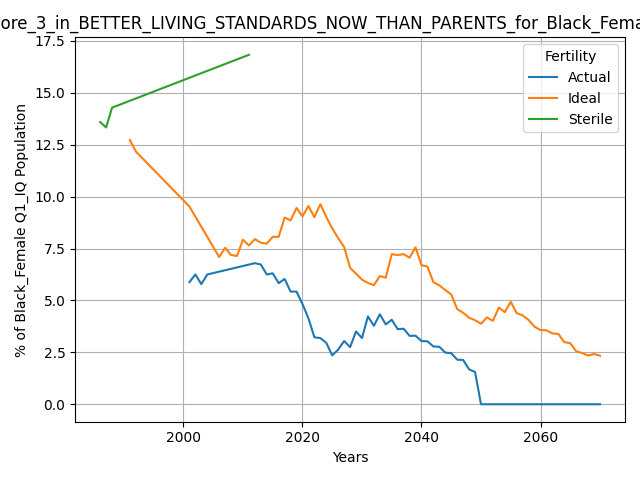 ore_3_in_BETTER_LIVING_STANDARDS_NOW_THAN_PARENTS_for_Black_Fema
17.5
15.0
12.5
10.0
7.5
5.0
2.5
0.0
% of Black_Female Q1_IQ Population
Fertility
Actual
Ideal
Sterile
2000
2020
2040
2060
Years